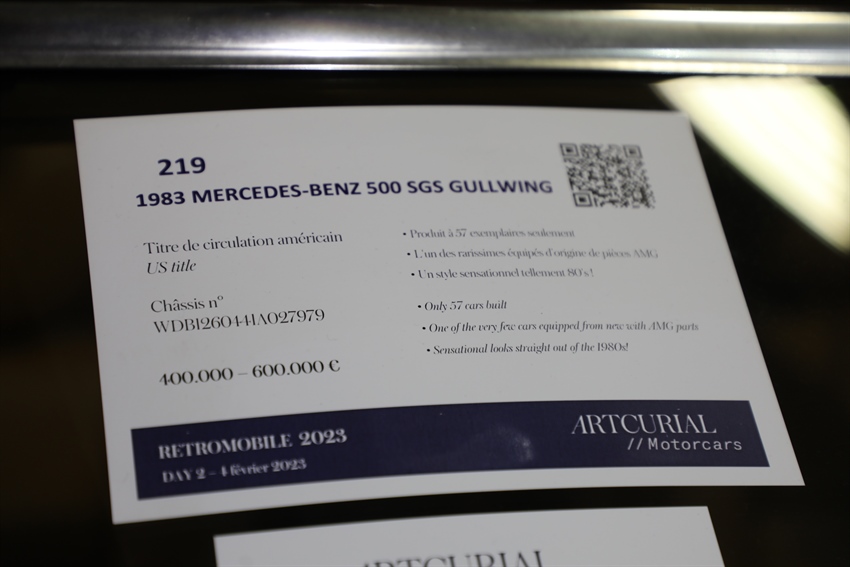 219
1983 MERCEDES-BENZ 500 SGS GULLWING
Titre de circulation américain
US title
Châssis n°
WDB1260441A027979
400.000 – 600.000 €
• Produit à 57 exemplaires seulement
• L'un des rarissimes équipés d'origine de pièces AMG
• Un style sensationnel tellement 80's !
• Only 57 cars built
• One of the very few cars equipped from new with AMG parts
• Sensational looks straight out of the 1980s!
RETROMOBILE 2023
DAY 2 – 4 février 2023
ARTCURIAL
// Motorcars
ARTCURIAL